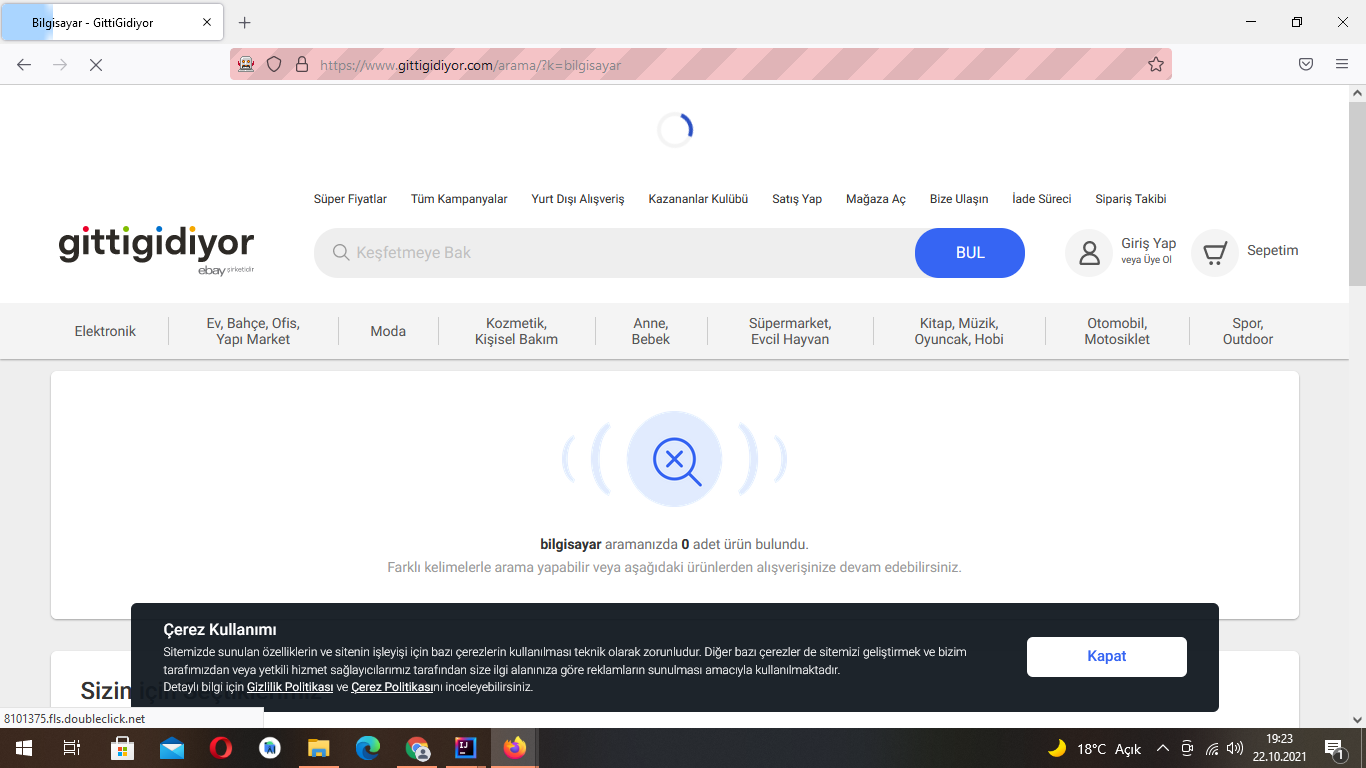 Bilgisayar - GittiGidiyor
https://www.gittigidiyor.com/arama/?k=bilgisayar
Süper Fiyatlar
Tüm Kampanyalar
Yurt Dışı Alışveriş
Kazananlar Kulübü
Satış Yap
Mağaza Aç
Bize Ulaşın
İade Süreci
Sipariş Takibi
gittigidiyor
ebay şirketidir
Keşfetmeye Bak
BUL
Giriş Yap
veya Üye Ol
Sepetim
Elektronik
Ev, Bahçe, Ofis,
Yapı Market
Moda
Kozmetik,
Kişisel Bakım
Anne,
Bebek
Süpermarket,
Evcil Hayvan
Kitap, Müzik,
Oyuncak, Hobi
Otomobil,
Motosiklet
Spor,
Outdoor
bilgisayar aramanızda 0 adet ürün bulundu.
Farklı kelimelerle arama yapabilir veya aşağıdaki ürünlerden alışverişinize devam edebilirsiniz.
Çerez Kullanımı
Sitemizde sunulan özelliklerin ve sitenin işleyişi için bazı çerezlerin kullanılması teknik olarak zorunludur. Diğer bazı çerezler de sitemizi geliştirmek ve bizim
tarafımızdan veya yetkili hizmet sağlayıcılarımız tarafından size ilgi alanınıza göre reklamların sunulması amacıyla kullanılmaktadır.
Detaylı bilgi için Gizlilik Politikası ve Çerez Politikasını inceleyebilirsiniz.
Kapat
Sizin için
8101375.fls.doubleclick.net
18°C Açık
19:23
22.10.2021
1